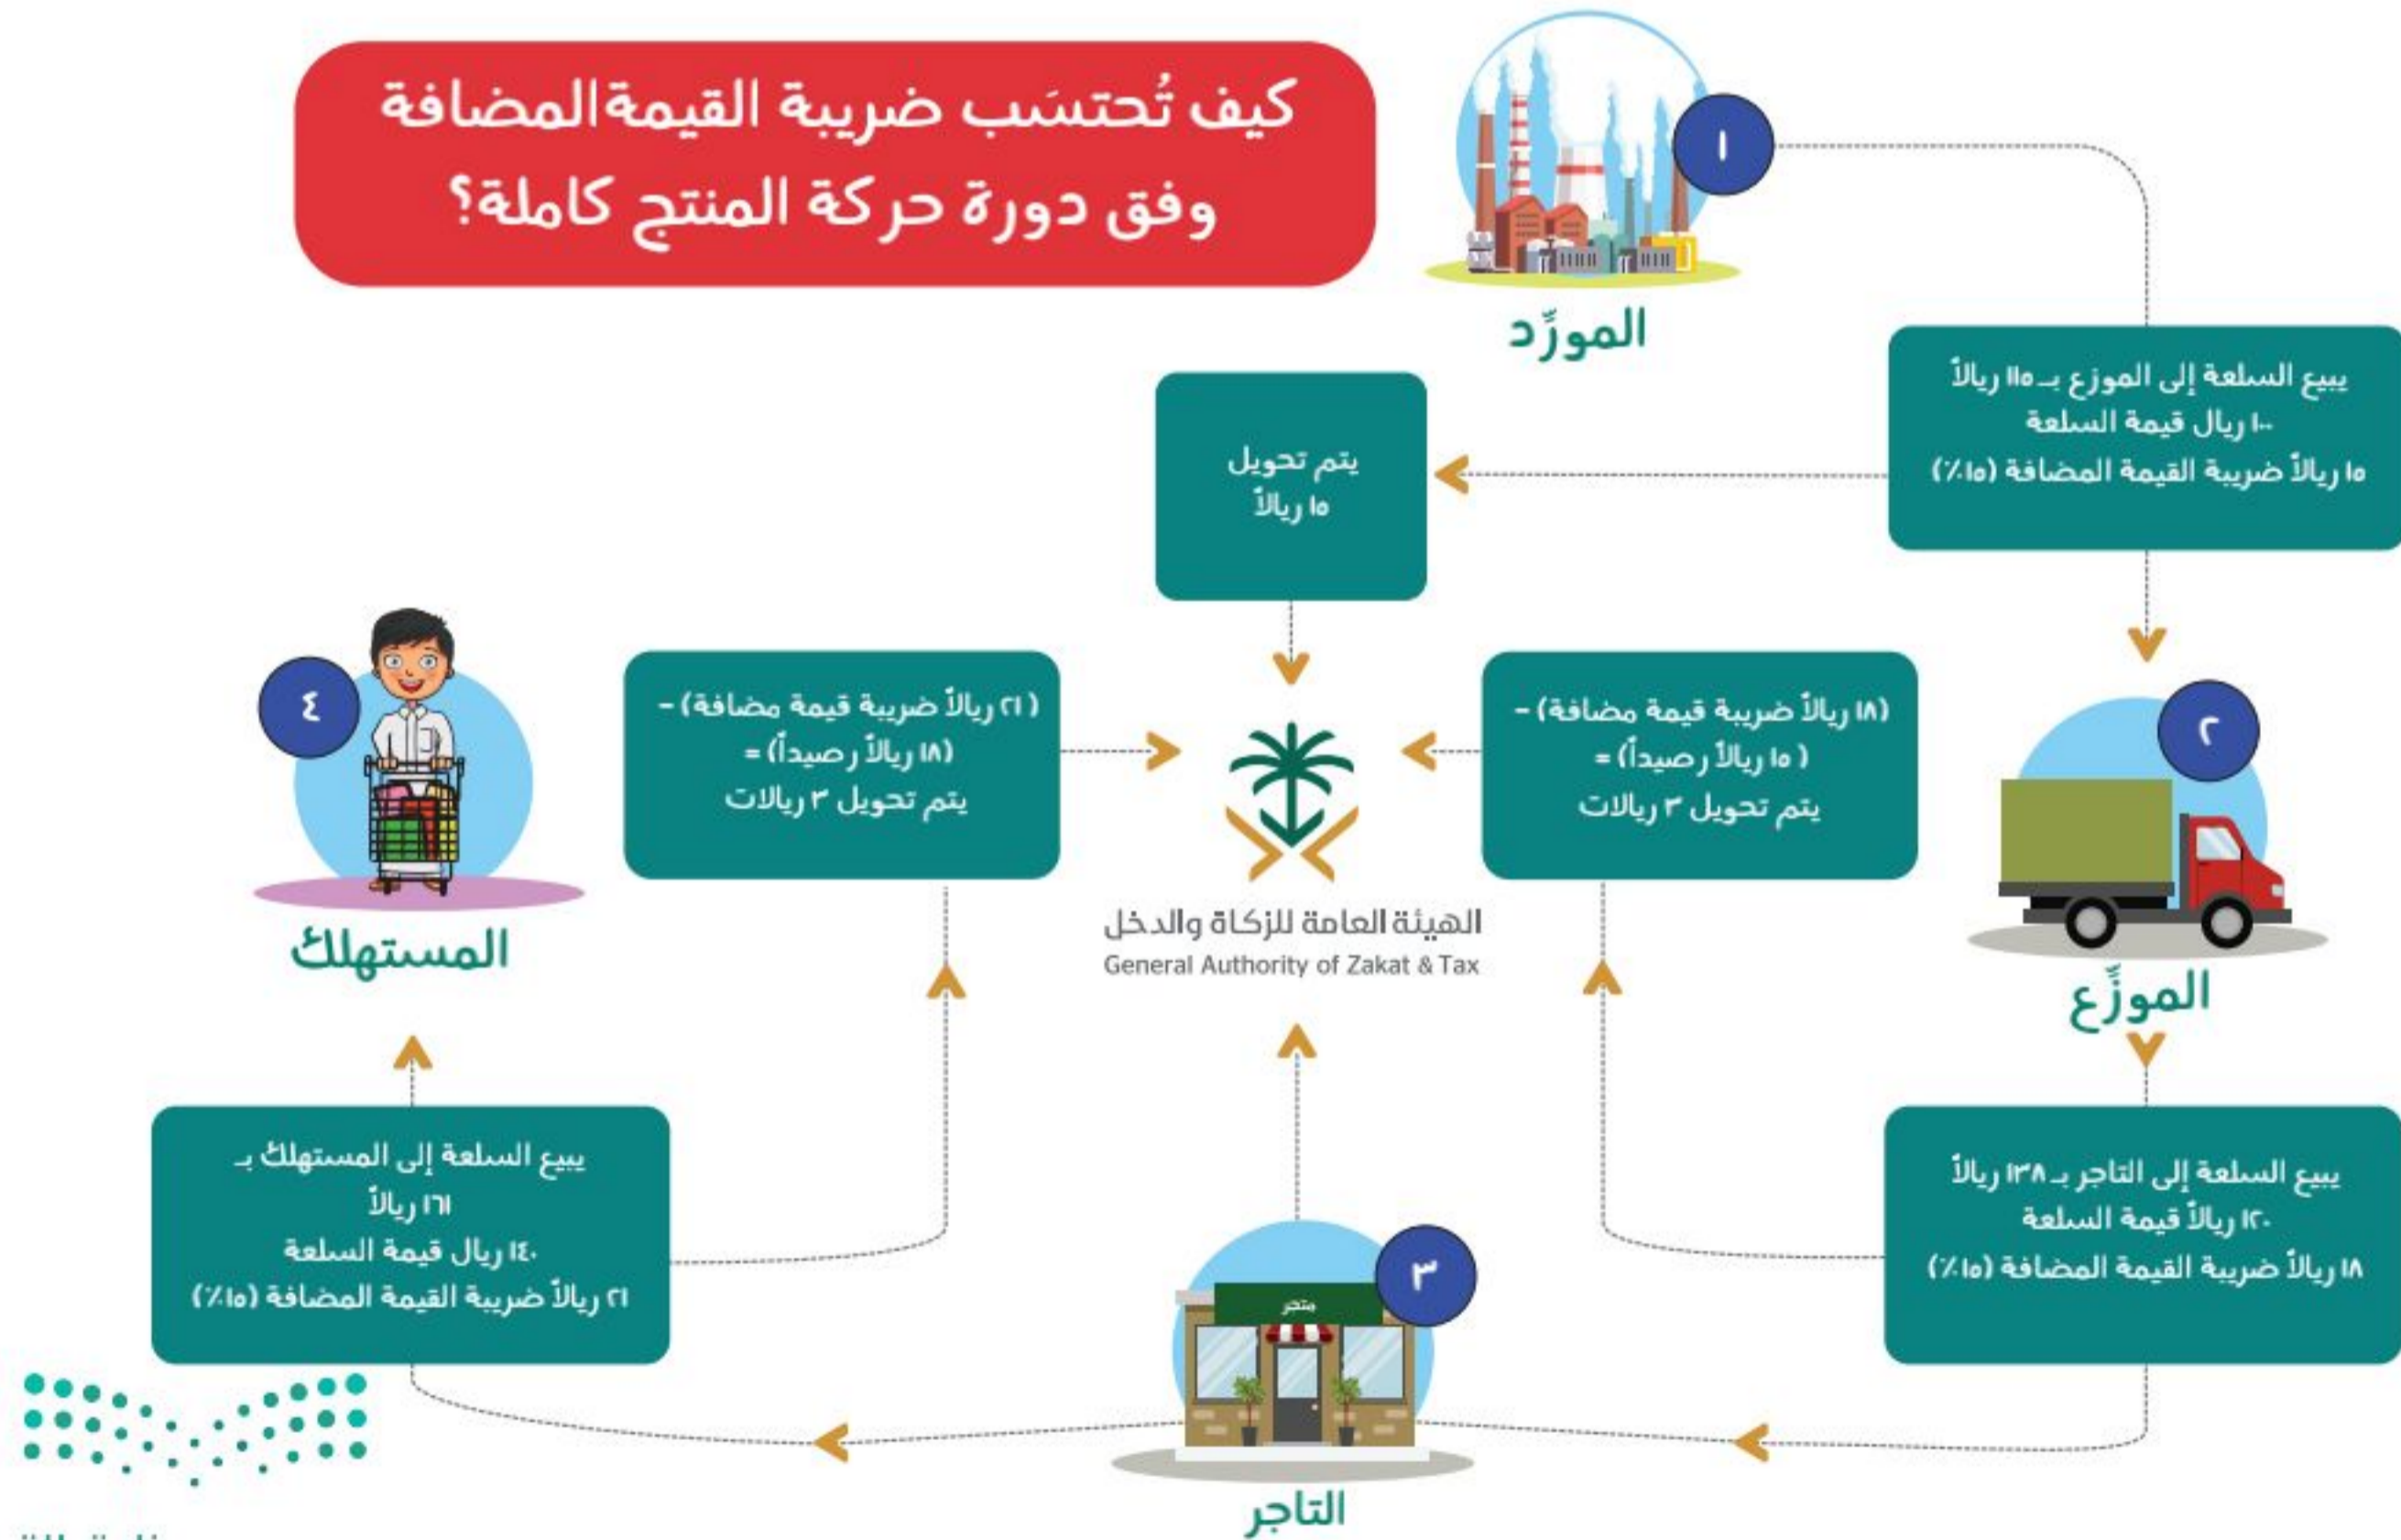 كيف تُحتسَب ضريبة القيمة المضافة
وفق دورة حركة المنتج كاملة؟
١
المورِّد
يبيع السلعة إلى الموزع بـ ١١٥ ريالاً
١٠٠ ريال قيمة السلعة
١٥ ريالاً ضريبة القيمة المضافة (١٥٪)
يتم تحويل
١٥ ريالاً
٢
الموزِّع
(١٨ ريالاً ضريبة قيمة مضافة) -
( ١٥ ريالاً رصيداً) =
يتم تحويل ٣ ريالات
الهيئة العامة للزكاة والدخل
General Authority of Zakat & Tax
( ٢١ ريالاً ضريبة قيمة مضافة) -
(١٨ ريالاً رصيداً) =
يتم تحويل ٣ ريالات
٤
المستهلك
يبيع السلعة إلى التاجر بـ ١٣٨ ريالاً
١٢٠ ريالاً قيمة السلعة
١٨ ريالاً ضريبة القيمة المضافة (١٥٪)
٣
متجر
التاجر
يبيع السلعة إلى المستهلك بـ
١٦١ ريالاً
١٤٠ ريال قيمة السلعة
٢١ ريالاً ضريبة القيمة المضافة (١٥٪)